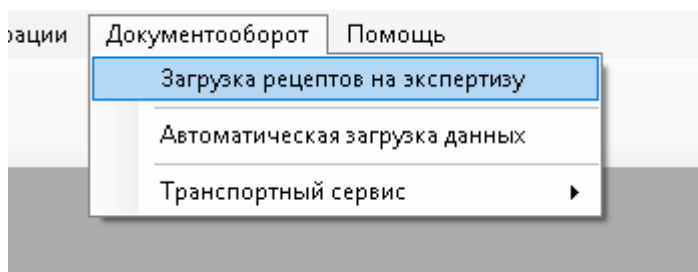 рации Документооборот Помощь
Загрузка рецептов на экспертизу
Автоматическая загрузка данных
Транспортный сервис